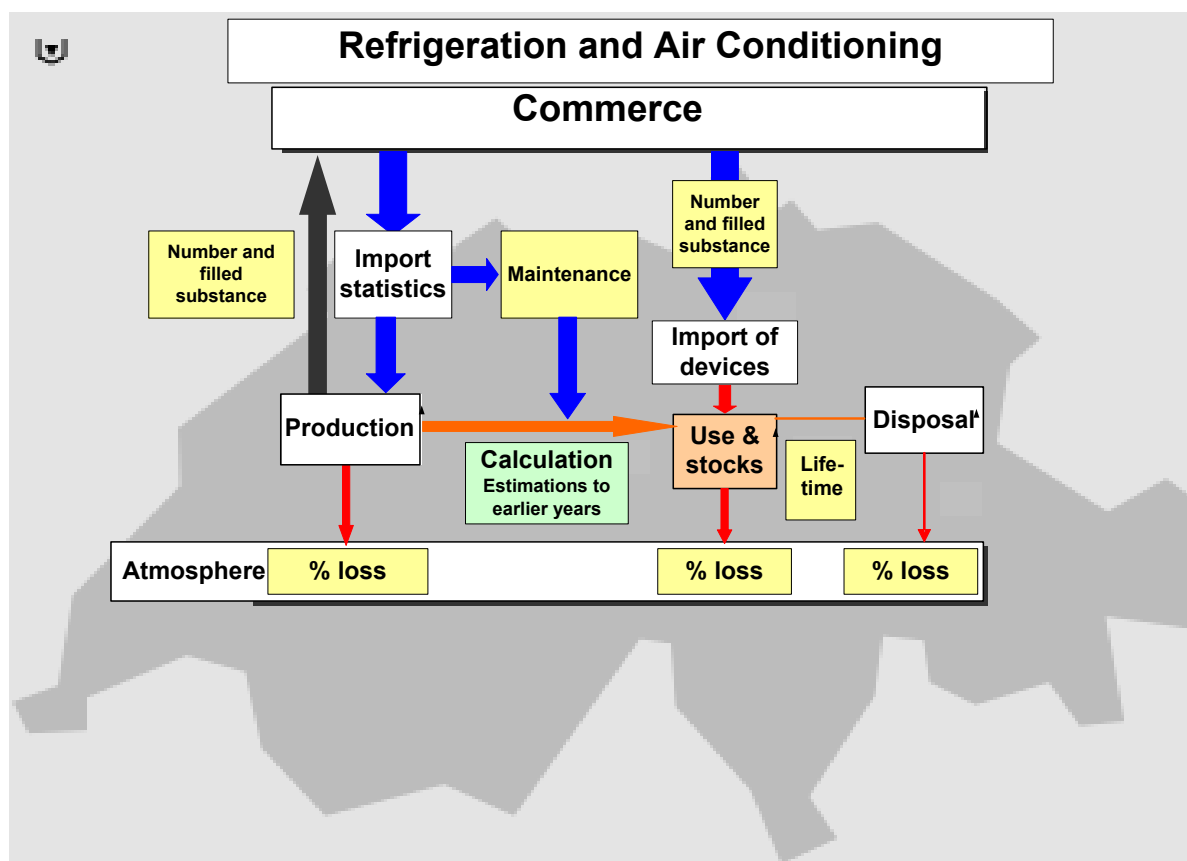 Refrigeration and Air Conditioning
Commerce
Number and
filled
substance
Import
statistics
Maintenance
Number
and filled
substance
Import of
devices
Production
Calculation
Estimations to
earlier years
Use &
stocks
Life-
time
Disposal
Atmosphere
% loss
% loss
% loss